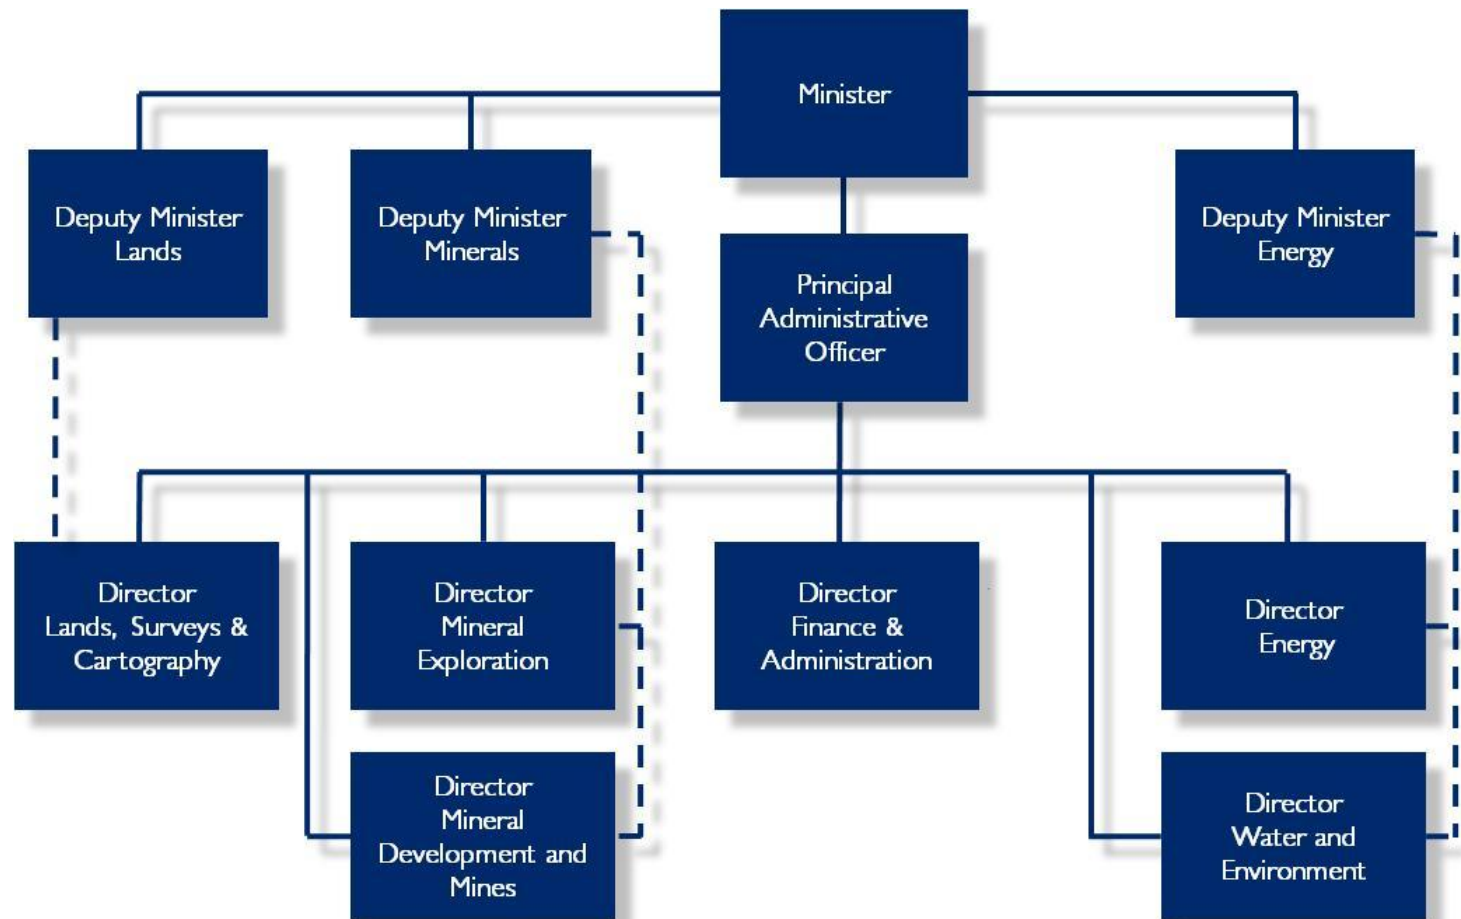 Minister
Deputy Minister
Lands
Deputy Minister
Minerals
Deputy Minister
Energy
Principal
Administrative
Officer
Director
Lands, Surveys &
Cartography
Director
Mineral
Exploration
Director
Finance &
Administration
Director
Energy
Director
Mineral
Development and
Mines
Director
Water and
Environment